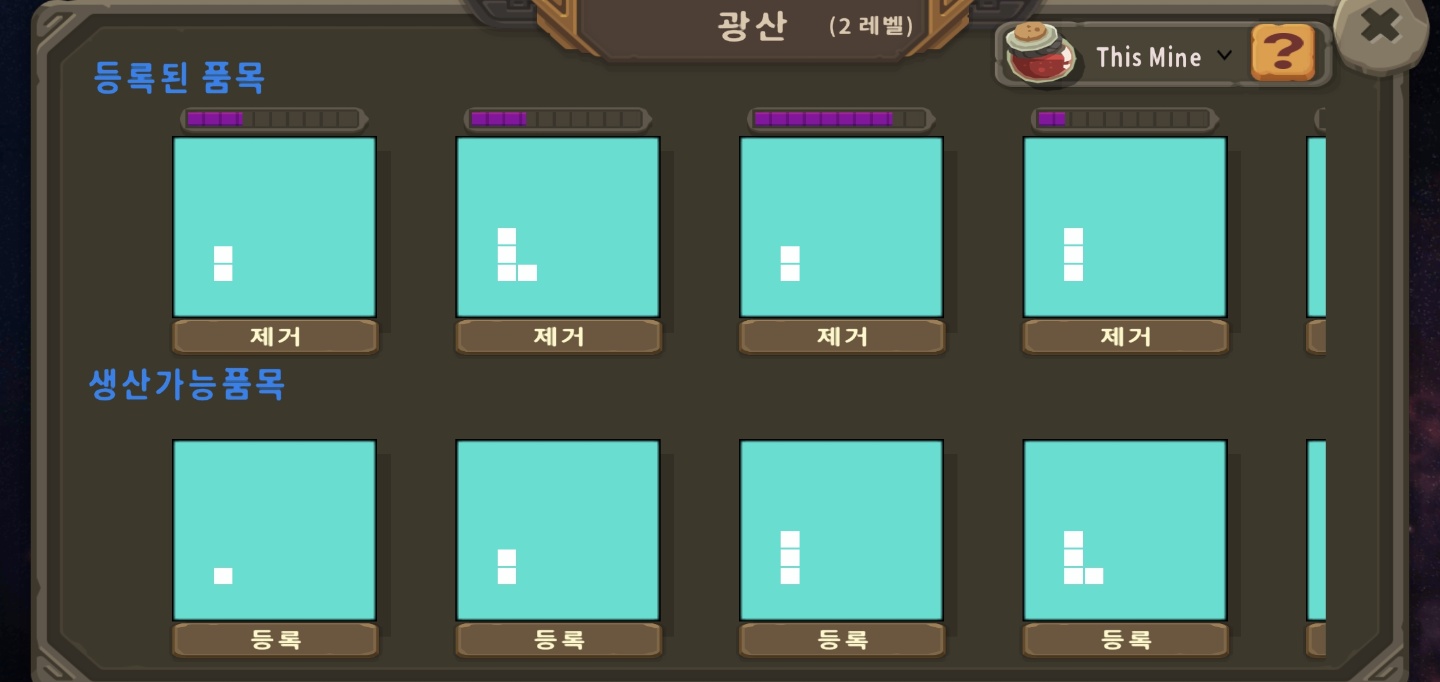 광산 (2 레벨)
This Mine
?
등록된 품목
제거 제거 제거 제거
생산가능품목
등록 등록 등록 등록